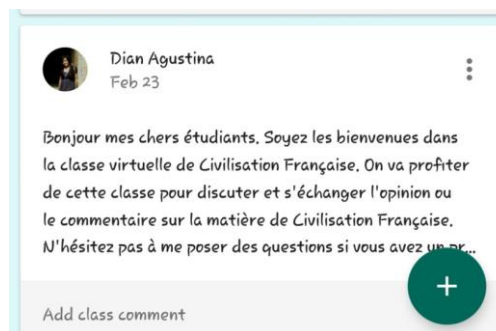 Dian Agustina
Feb 23
Bonjour mes chers étudiants. Soyez les bienvenues dans
la classe virtuelle de Civilisation Française. On va profiter
de cette classe pour discuter et s'échanger l'opinion ou
le commentaire sur la matière de Civilisation Française.
N'hésitez pas à me poser des questions si vous avez un pr...
Add class comment